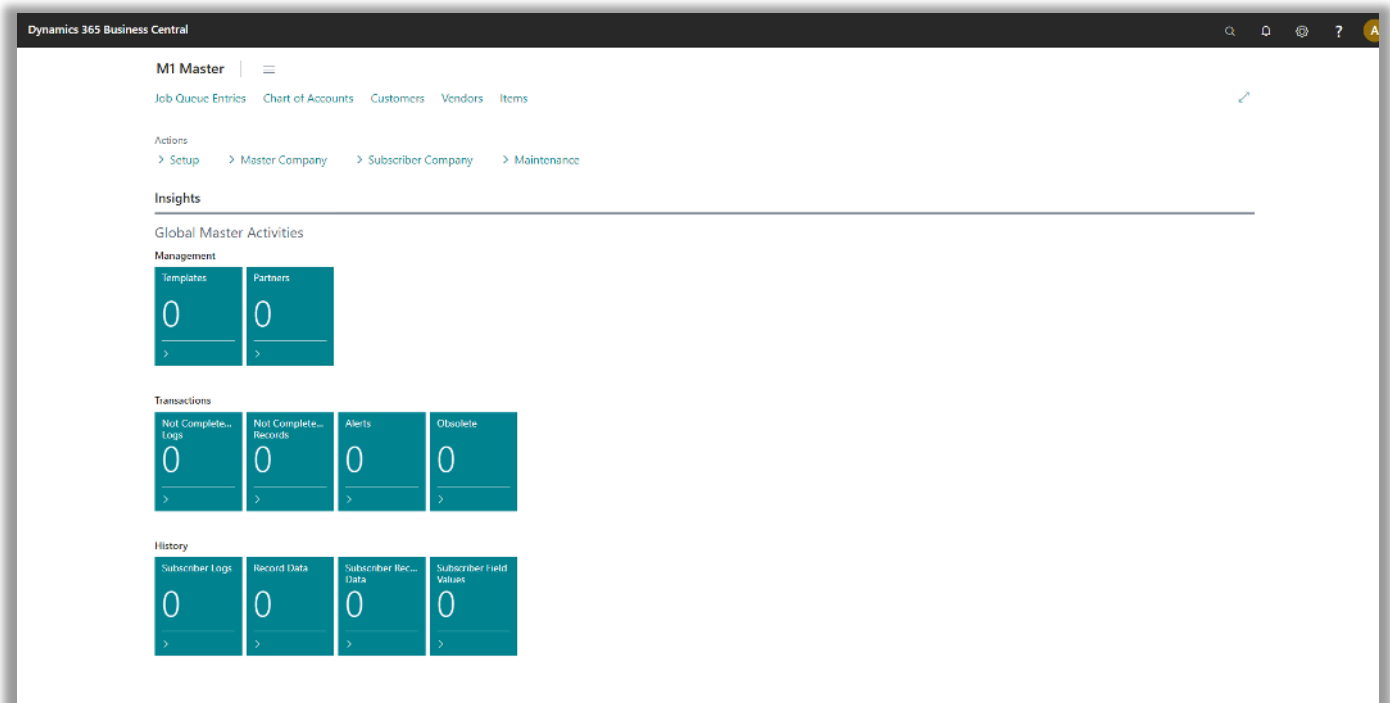 Dynamics 365 Business Central
?
A
M1 Master
Job Queue Entries Chart of Accounts Customers Vendors Items
Actions
> Setup > Master Company > Subscriber Company > Maintenance
Insights
Global Master Activities
Management
Templates Partners
0 0
> >
Transactions
Not Complete... Not Complete... Alerts Obsolete
Logs Records
0 0 0 0
> > > >
History
Subscriber Logs Record Data Subscriber Rec... Subscriber Field
Data Values
0 0 0 0
> > > >